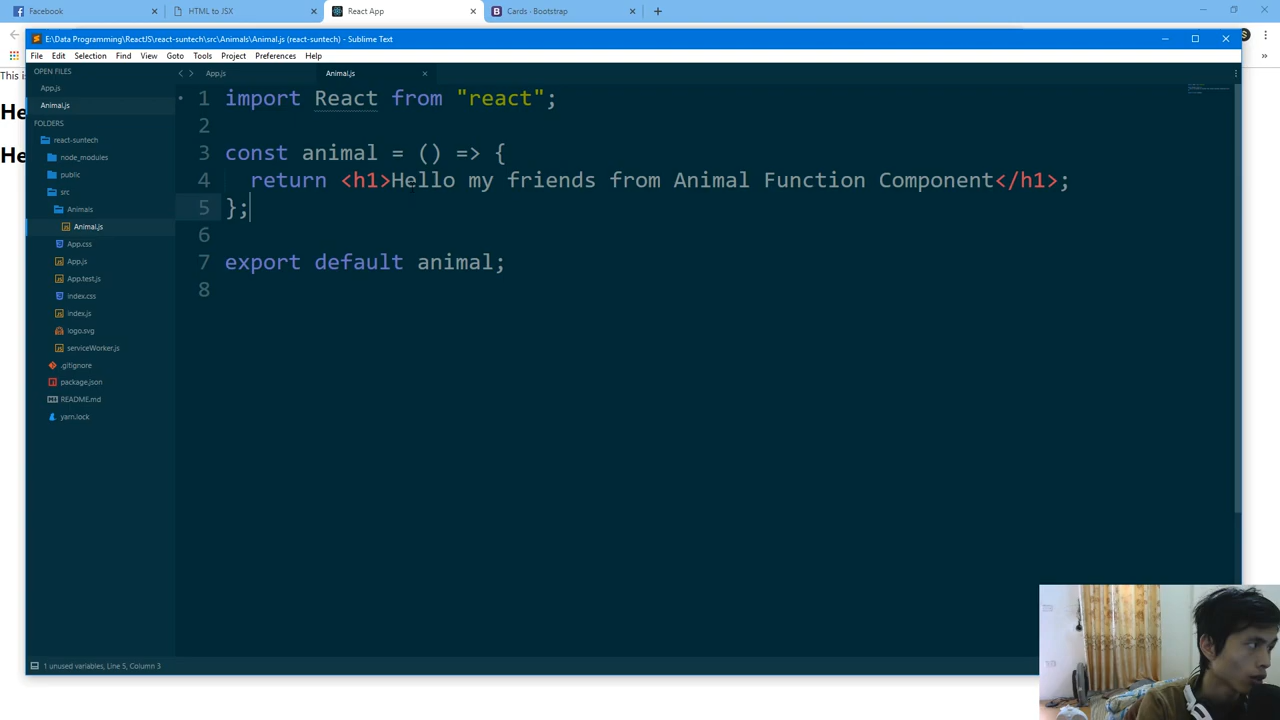 Facebook
HTML to JSX
React App
Cards · Bootstrap
E:\Data Programming\ReactJS\react-suntech\src\Animals\Animal.js (react-suntech) - Sublime Text
File Edit Selection Find View Goto Tools Project Preferences Help
This is
He
He
OPEN FILES
App.js
Animal.js
FOLDERS
react-suntech
node_modules
public
src
Animals
Animal.js
App.css
App.js
App.test.js
index.css
index.js
logo.svg
serviceWorker.js
.gitignore
package.json
README.md
yarn.lock
App.js
Animal.js
1 import React from "react";
2
3 const animal = () => {
4 return <h1>Hello my friends from Animal Function Component</h1>;
5 };
6
7 export default animal;
8
1 unused variables, Line 5, Column 3